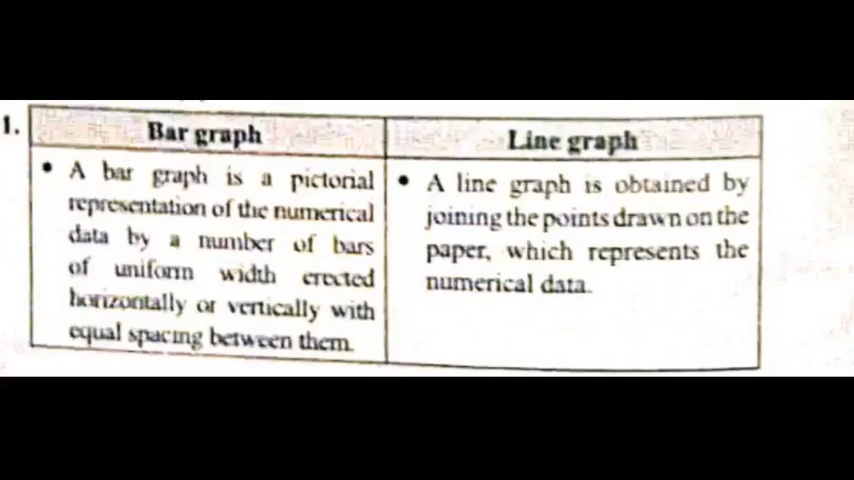 1.
Bar graph
• A bar graph is a pictorial
representation of the numerical
data by a number of bars
of uniform width erected
horizontally or vertically with
equal spacing between them.
Line graph
• A line graph is obtained by
joining the points drawn on the
paper, which represents the
numerical data.